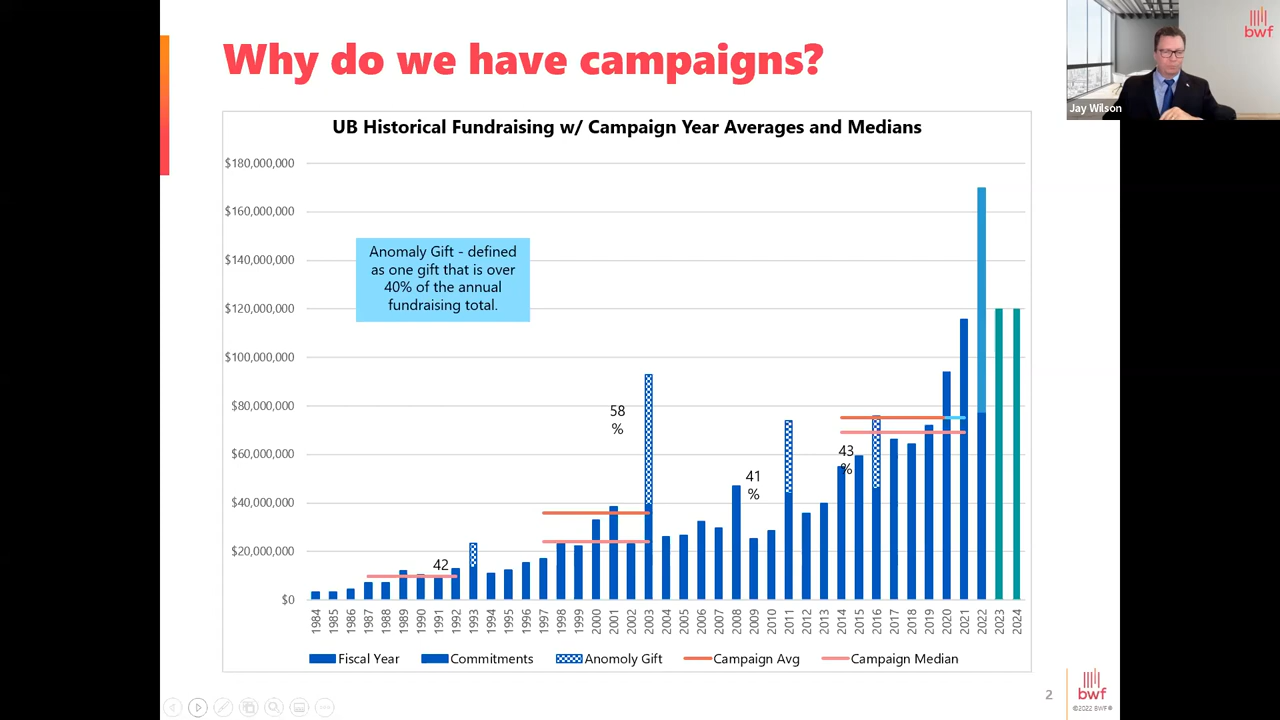 Why do we have campaigns?
bwf
Jay Wilson
UB Historical Fundraising w/ Campaign Year Averages and Medians
$180,000,000
$160,000,000
$140,000,000
$120,000,000
$100,000,000
$80,000,000
$60,000,000
$40,000,000
$20,000,000
$0
Anomaly Gift - defined
as one gift that is over
40% of the annual
fundraising total.
42
58
%
41
%
43
%
1984 1985 1986 1987 1988 1989 1990 1991 1992 1993 1994 1995 1996 1997 1998 1999 2000 2001 2002 2003 2004 2005 2006 2007 2008 2009 2010 2011 2012 2013 2014 2015 2016 2017 2018 2019 2020 2021 2022 2023 2024
Fiscal Year Commitments Anomoly Gift Campaign Avg Campaign Median
2
bwf
©2022 BWF®